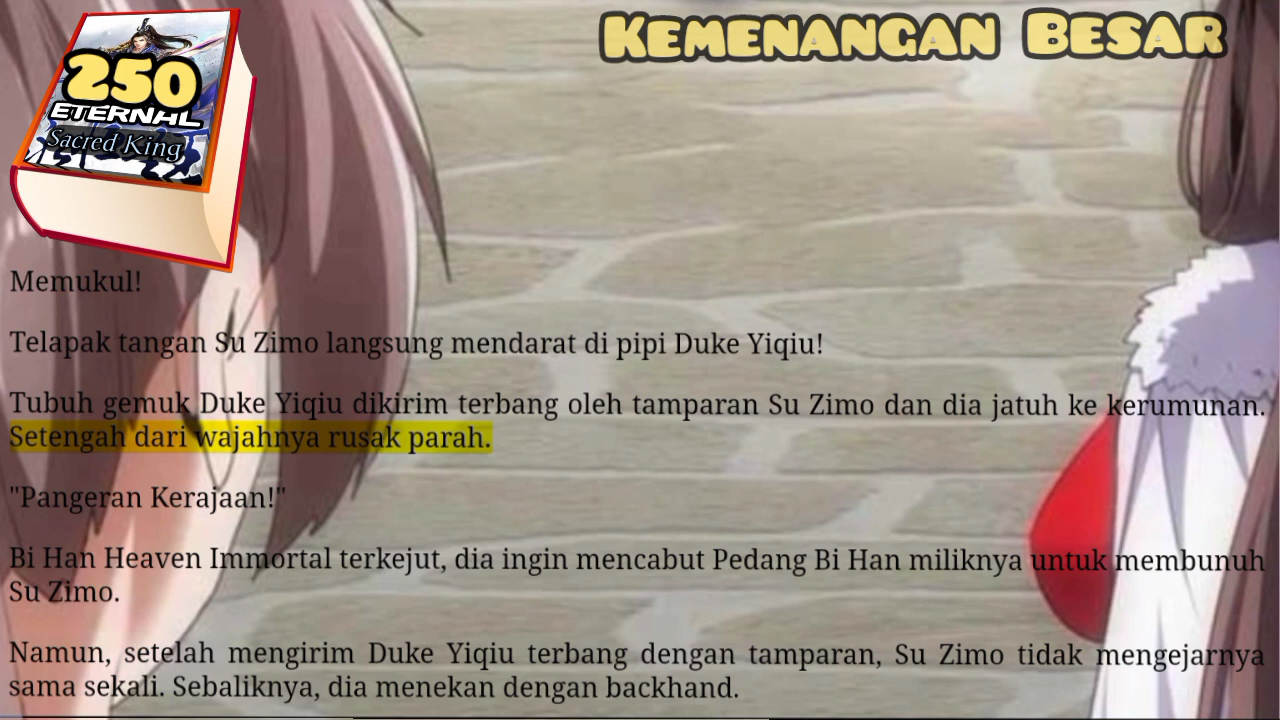 250
ETERNAL
Sacred King
Kemenangan Besar
Memukul!
Telapak tangan Su Zimo langsung mendarat di pipi Duke Yiqiu!
Tubuh gemuk Duke Yiqiu dikirim terbang oleh tamparan Su Zimo dan dia jatuh ke kerumunan.
Setengah dari wajahnya rusak parah.
"Pangeran Kerajaan!"
Bi Han Heaven Immortal terkejut, dia ingin mencabut Pedang Bi Han miliknya untuk membunuh
Su Zimo.
Namun, setelah mengirim Duke Yiqiu terbang dengan tamparan, Su Zimo tidak mengejarnya
sama sekali. Sebaliknya, dia menekan dengan backhand.